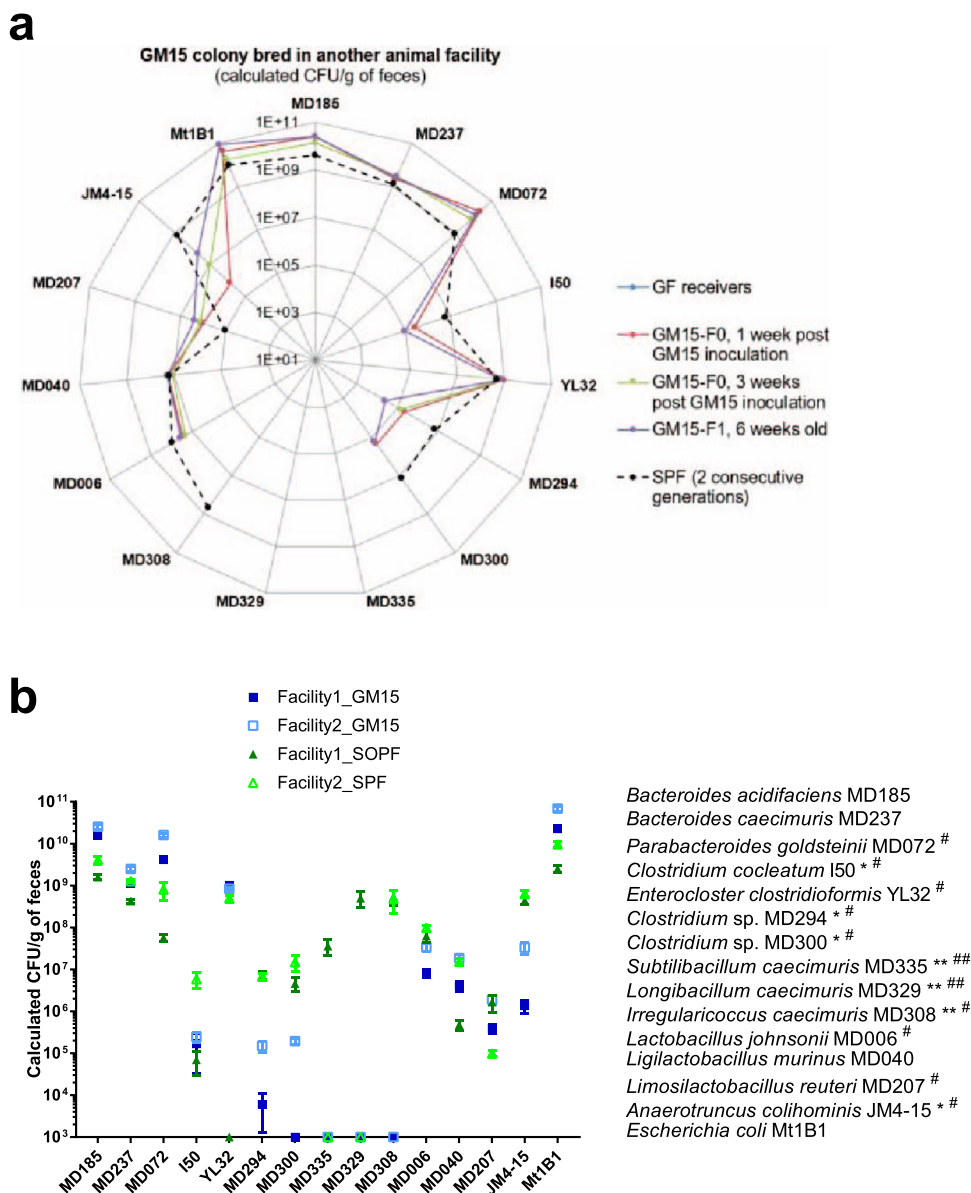 a
GM15 colony bred in another animal facility
(calculated CFU/g of feces)
MD185
1E+11
Mt1B1
MD237
1E+09
JM4-15
MD072
1E+07
MD207
1E+05
I50
1E+03
MD040
1E+01
YL32
MD006
MD294
MD308
MD300
MD329
MD335
GF receivers
GM15-F0, 1 week post
GM15 inoculation
GM15-F0, 3 weeks
post GM15 inoculation
GM15-F1, 6 weeks old
SPF (2 consecutive
generations)
b
Facility1_GM15
Facility2_GM15
Facility1_SOPF
Facility2_SPF
Calculated CFU/g of feces
10¹¹
10¹⁰
10⁹
10⁸
10⁷
10⁶
10⁵
10⁴
10³
MD185
MD237
MD072
I50
YL32
MD294
MD300
MD335
MD329
MD308
MD006
MD040
MD207
JM4-15
Mt1B1
Bacteroides acidifaciens MD185
Bacteroides caecimuris MD237
Parabacteroides goldsteinii MD072 #
Clostridium cocleatum I50 * #
Enterocloster clostridioformis YL32 #
Clostridium sp. MD294 * #
Clostridium sp. MD300 * #
Subtilibacillum caecimuris MD335 ** ##
Longibacillum caecimuris MD329 ** ##
Irregularicoccus caecimuris MD308 ** #
Lactobacillus johnsonii MD006 #
Ligilactobacillus murinus MD040
Limosilactobacillus reuteri MD207 #
Anaerotruncus colihominis JM4-15 * #
Escherichia coli Mt1B1